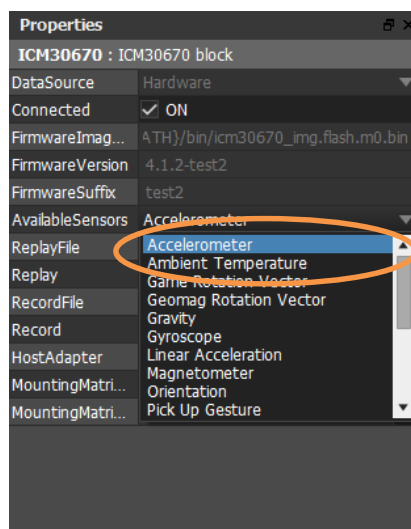 Properties
ICM30670 : ICM30670 block
DataSource Hardware
Connected ON
FirmwareImag... ATH}/bin/icm30670_img.flash.m0.bin
FirmwareVersion 4.1.2-test2
FirmwareSuffix test2
AvailableSensors Accelerometer
ReplayFile Accelerometer
Ambient Temperature
Replay Game Rotation Vector
RecordFile Geomag Rotation Vector
Gravity
Record Gyroscope
HostAdapter Linear Acceleration
Magnetometer
MountingMatri... Orientation
MountingMatri... Pick Up Gesture